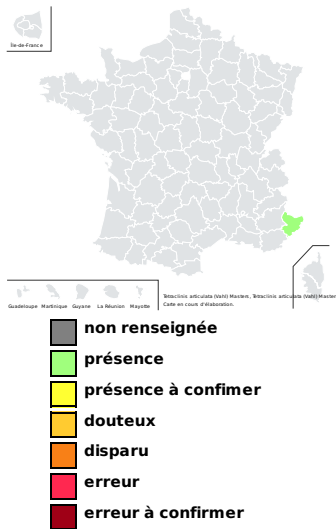 Île-de-France
Guadeloupe Martinique Guyane La Réunion Mayotte
Tetraclinis articulata (Vahl) Masters, Tetraclinis articulata (Vahl) Master
Carte en cours d'élaboration.
non renseignée
présence
présence à confimer
douteux
disparu
erreur
erreur à confirmer